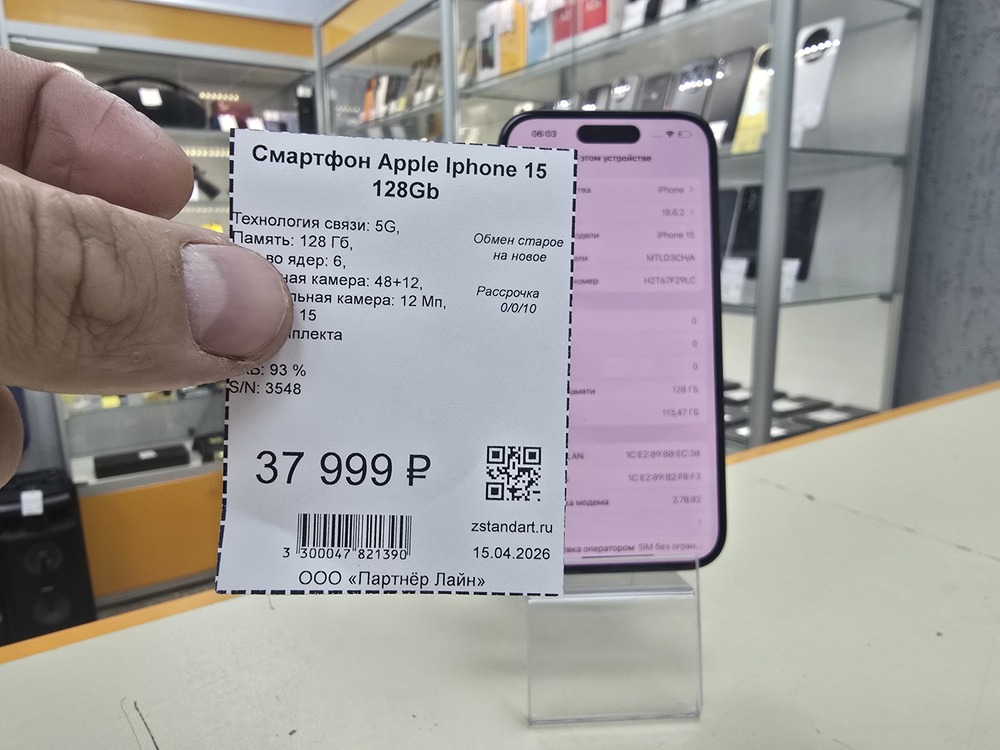 Смартфон Apple Iphone 15
128Gb
Технология связи: 5G,
Память: 128 Гб,
во ядер: 6,
ная камера: 48+12,
льная камера: 12 Мп,
15
плекта
93 %
S/N: 3548
Обмен старое
на новое
Рассрочка
0/0/10
37 999 ₽
3 300047 821390
zstandart.ru
15.04.2026
ООО «Партнёр Лайн»
06:03
этом устройстве
iPhone
18.6.2
iPhone 15
MTLD3CH/A
H2T67F29LC
0
0
0
128 ГБ
113,47 ГБ
1C:E2:09:B8:EC:30
1C:E2:09:B2:F8:F3
модема
2.78.02
оператором SIM без огран...